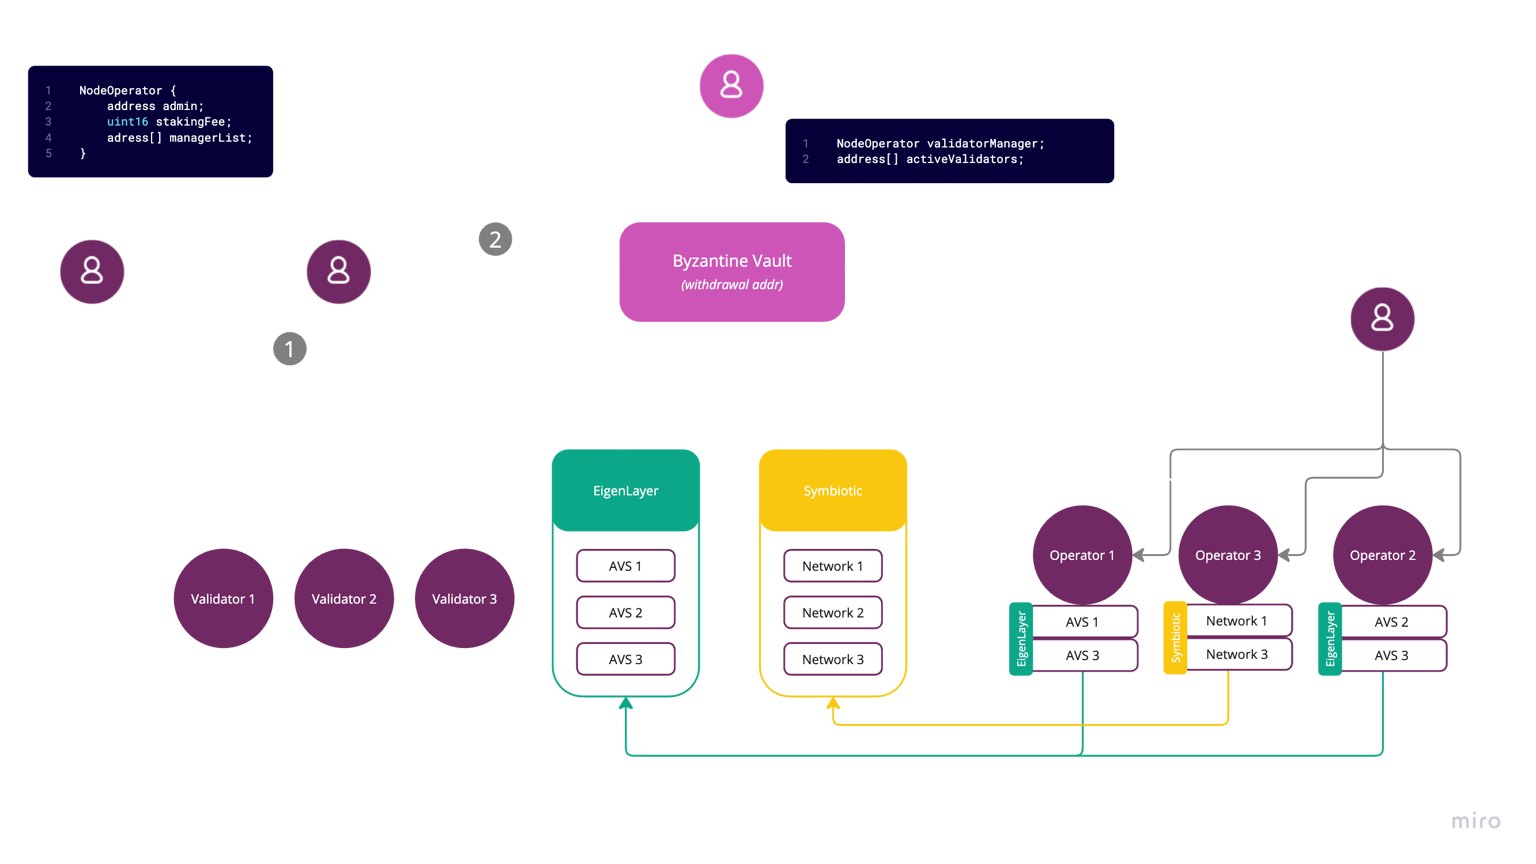 1 NodeOperator {
2 address admin;
3 uint16 stakingFee;
4 adress[] managerList;
5 }
1 NodeOperator validatorManager;
2 address[] activeValidators;
2
Byzantine Vault
(withdrawal addr)
1
EigenLayer
AVS 1
AVS 2
AVS 3
Symbiotic
Network 1
Network 2
Network 3
Validator 1
Validator 2
Validator 3
Operator 1
EigenLayer
AVS 1
AVS 3
Operator 3
Symbiotic
Network 1
Network 3
Operator 2
EigenLayer
AVS 2
AVS 3
miro